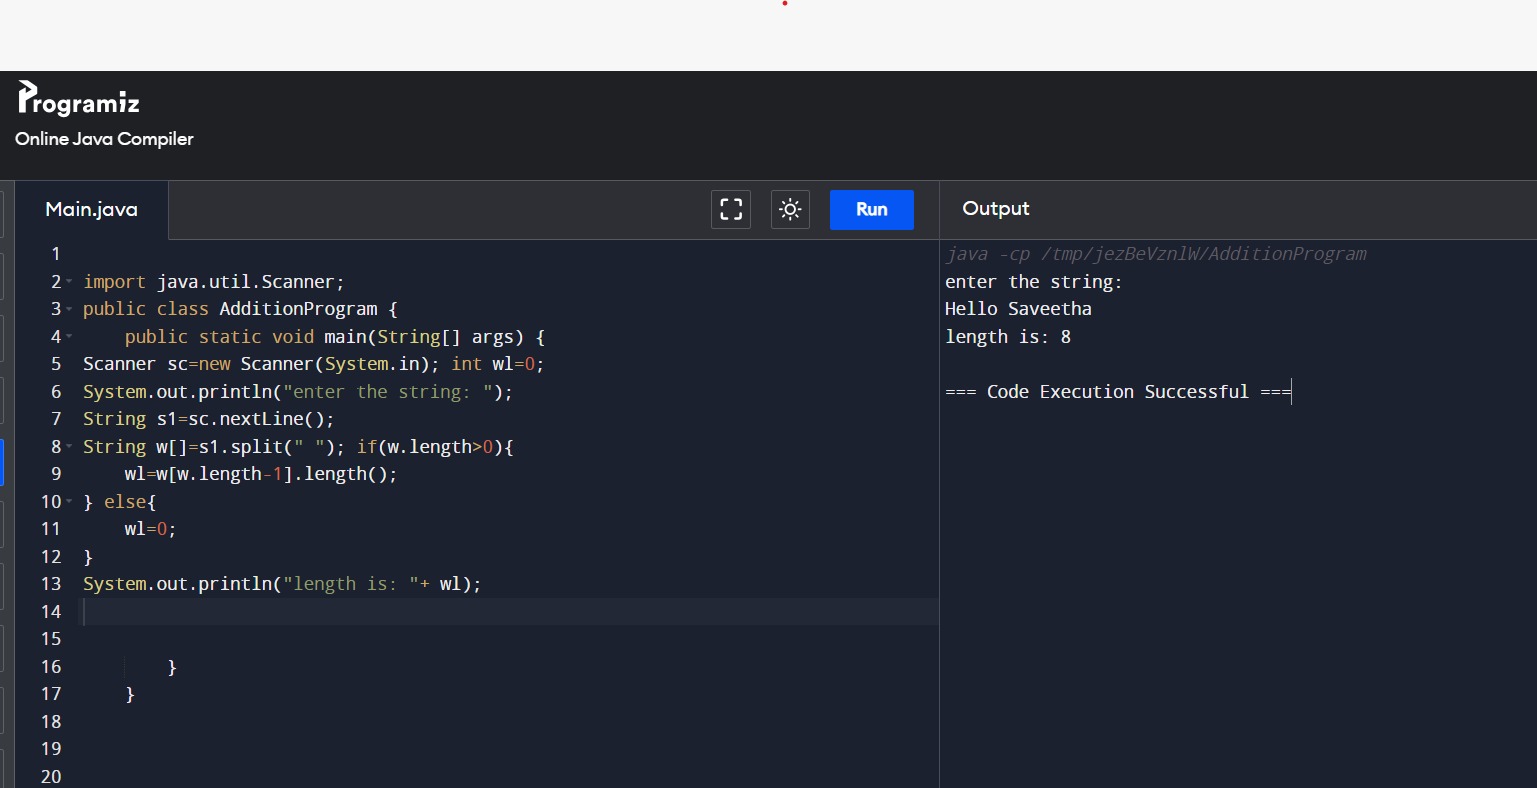 Programiz
Online Java Compiler
Main.java
Run
Output
1
2 import java.util.Scanner;
3 public class AdditionProgram {
4     public static void main(String[] args) {
5 Scanner sc=new Scanner(System.in); int wl=0;
6 System.out.println("enter the string: ");
7 String s1=sc.nextLine();
8 String w[]=s1.split(" "); if(w.length>0){
9     wl=w[w.length-1].length();
10 } else{
11     wl=0;
12 }
13 System.out.println("length is: "+ wl);
14
15
16         }
17     }
18
19
20
java -cp /tmp/jezBeVznlW/AdditionProgram
enter the string:
Hello Saveetha
length is: 8
=== Code Execution Successful ===